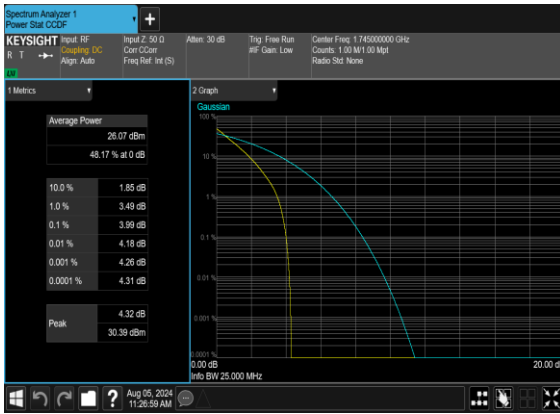 Spectrum Analyzer 1
Power Stat CCDF
+
KEYSIGHT
R T
LM
Input: RF
Coupling: DC
Align: Auto
Input Z: 50 Ω
Corr CCorr
Freq Ref: Int (S)
Atten: 30 dB
Trig: Free Run
#IF Gain: Low
Center Freq: 1.745000000 GHz
Counts: 1.00 M/1.00 Mpt
Radio Std: None
1 Metrics
Average Power
26.07 dBm
48.17 % at 0 dB
10.0 % 1.85 dB
1.0 % 3.49 dB
0.1 % 3.99 dB
0.01 % 4.18 dB
0.001 % 4.26 dB
0.0001 % 4.31 dB
Peak
4.32 dB
30.39 dBm
2 Graph
Gaussian
100 %
10 %
1 %
0.1 %
0.01 %
0.001 %
0.0001 %
0.00 dB
20.00 d
Info BW 25.000 MHz
?
Aug 05, 2024
11:26:59 AM